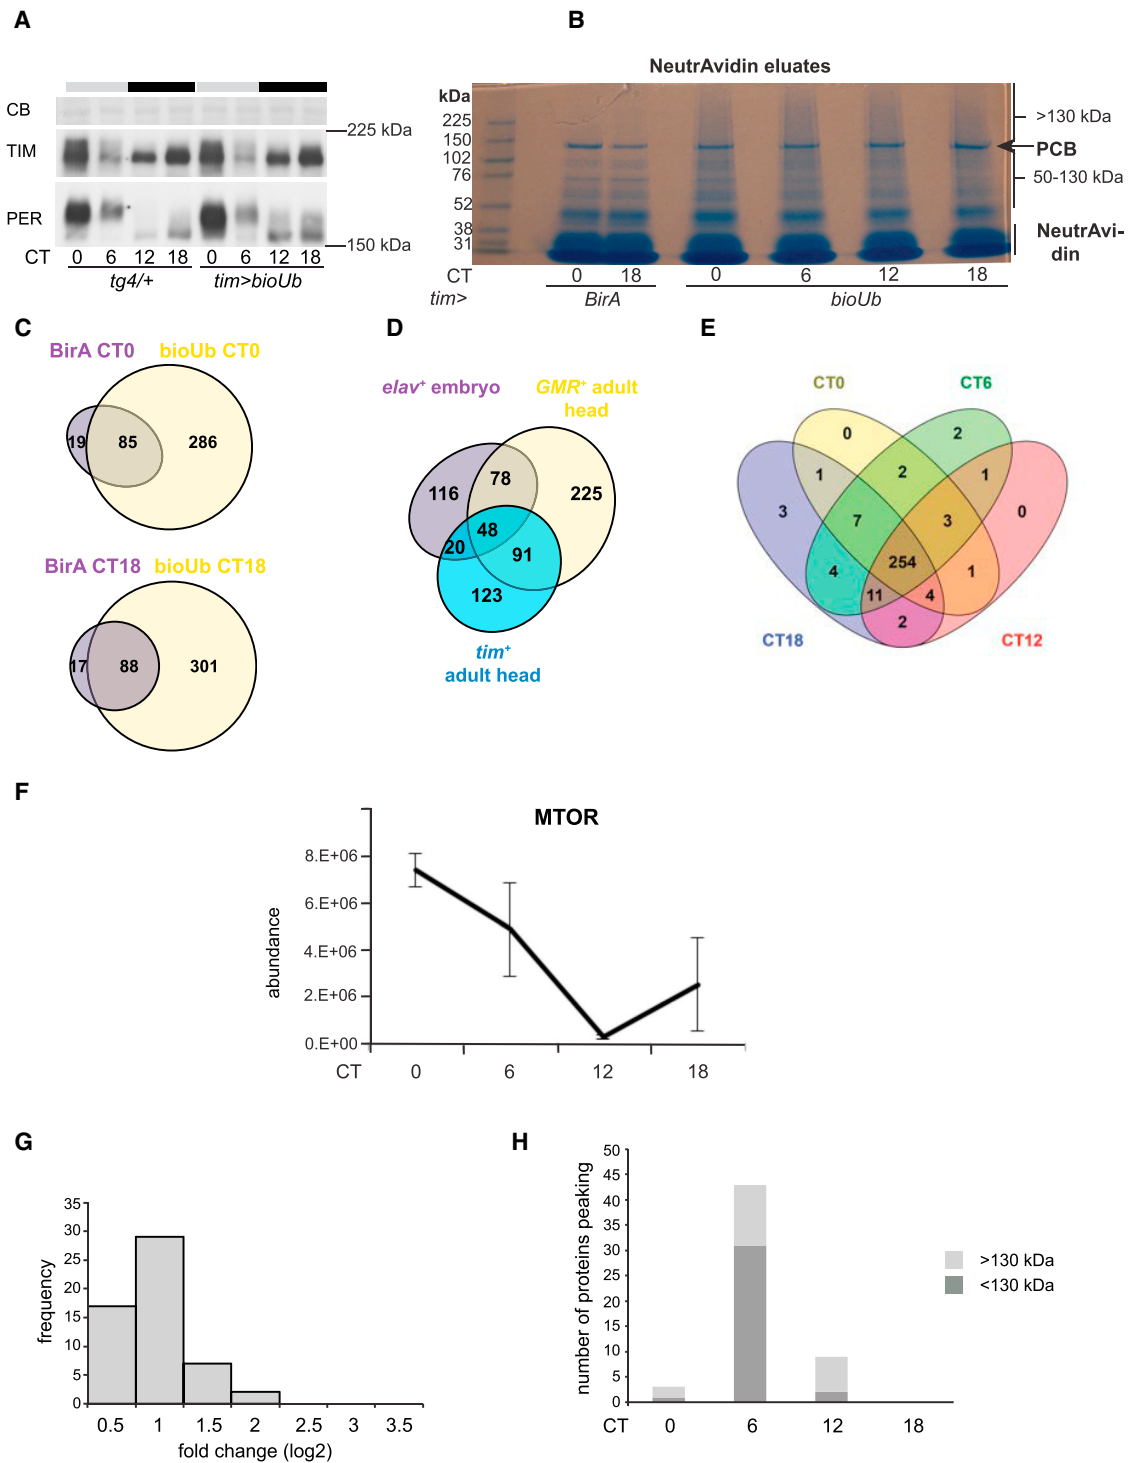 A
CB
TIM
PER
225 kDa
150 kDa
CT 0 6 12 18 0 6 12 18
tg4/+ tim>bioUb
B
NeutrAvidin eluates
kDa
225
150
102
76
52
38
31
>130 kDa
PCB
50-130 kDa
NeutrAvi-
din
CT 0 18 0 6 12 18
tim> BirA bioUb
C
BirA CT0 bioUb CT0
19 85 286
BirA CT18 bioUb CT18
17 88 301
D
elav+ embryo
GMR+ adult
head
116 78 225
48
20 91
123
tim+
adult head
E
CT0 CT6
0 2
1 2 1
3 7 3 0
254
4 1
11 4
2
CT18 CT12
F
MTOR
abundance
8.E+06
6.E+06
4.E+06
2.E+06
0.E+00
CT 0 6 12 18
G
frequency
35
30
25
20
15
10
5
0
0.5 1 1.5 2 2.5 3 3.5
fold change (log2)
H
number of proteins peaking
50
45
40
35
30
25
20
15
10
5
0
CT 0 6 12 18
>130 kDa
<130 kDa